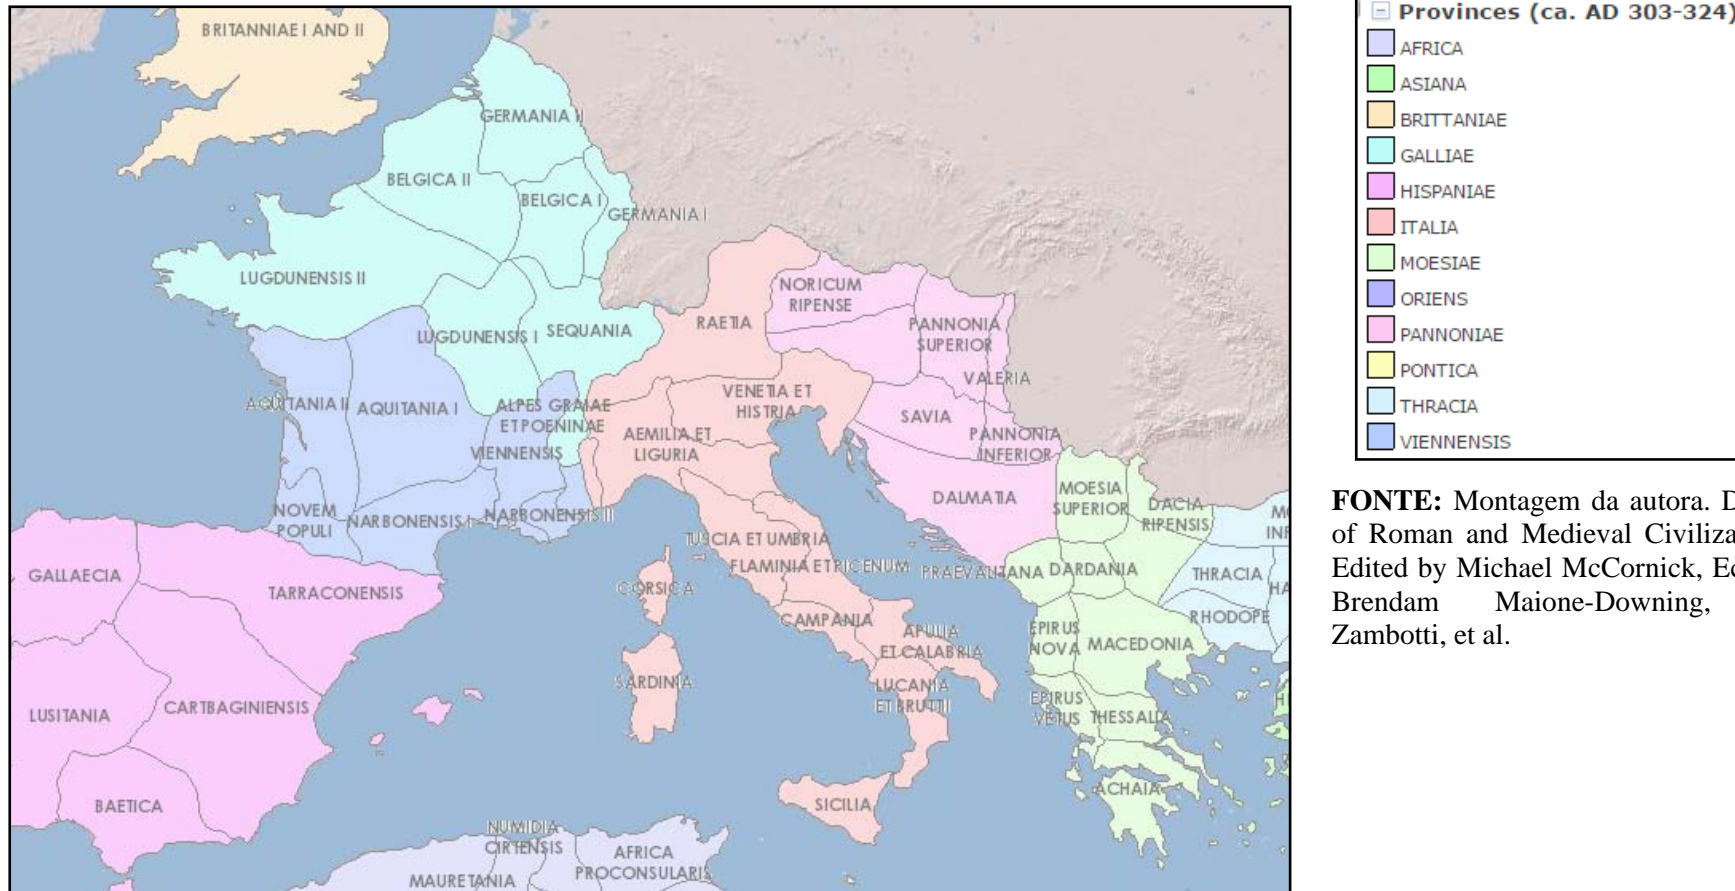 BRITANNIAE I AND II
GERMANIA II
BELGICA II
BELGICA I
GERMANIA I
LUGDUNENSIS II
LUGDUNENSIS I
SEQUANIA
RAETIA
NORICUM
RIPENSE
PANNONIA
SUPERIOR
VALERIA
AQUITANIA II
AQUITANIA I
ALPES GRAIAE
ET POENINAE
VIENNENSIS
VENETIA ET
HISTRIA
AEMILIA ET
LIGURIA
SAVIA
PANNONIA
INFERIOR
DALMATIA
MOESIA
SUPERIOR
DACIA
RIPENSIS
NOVEM
POPULI
NARBONENSIS I
NARBONENSIS II
TUSCIA ET UMBRIA
FLAMINIA ET PICENUM
PRAEVALITANA
DARDANIA
THRACIA
RHODOPE
GALLAECIA
TARRACONENSIS
CORSICA
CAMPANIA
APULIA
ET CALABRIA
EPIRUS
NOVA
MACEDONIA
SARDINIA
LUCANIA
ET BRUTTII
EPIRUS
VETUS
THESSALIA
LUSITANIA
CARTBAGINIENSIS
BAETICA
SICILIA
ACHAIA
NUMIDIA
CIRTENSIS
AFRICA
PROCONSULARIS
MAURETANIA
Provinces (ca. AD 303-324)
AFRICA
ASIANA
BRITTANIAE
GALLIAE
HISPANIAE
ITALIA
MOESIAE
ORIENS
PANNONIAE
PONTICA
THRACIA
VIENNENSIS
FONTE: Montagem da autora. D
of Roman and Medieval Civiliza
Edited by Michael McCornick, Ec
Brendam Maione-Downing,
Zambotti, et al.